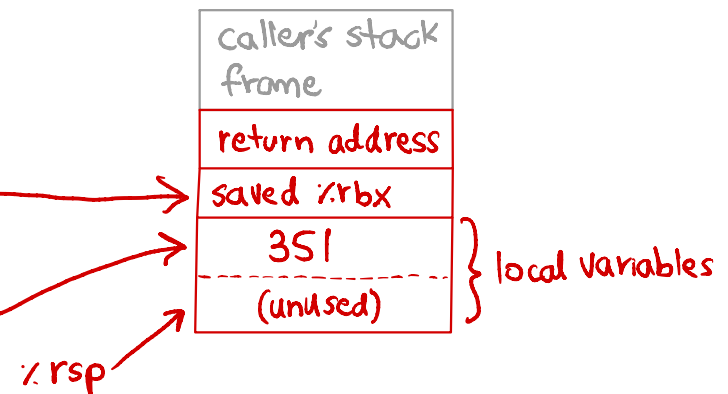 caller's stack
frame
return address
saved %rbx
351
local variables
(unused)
%rsp